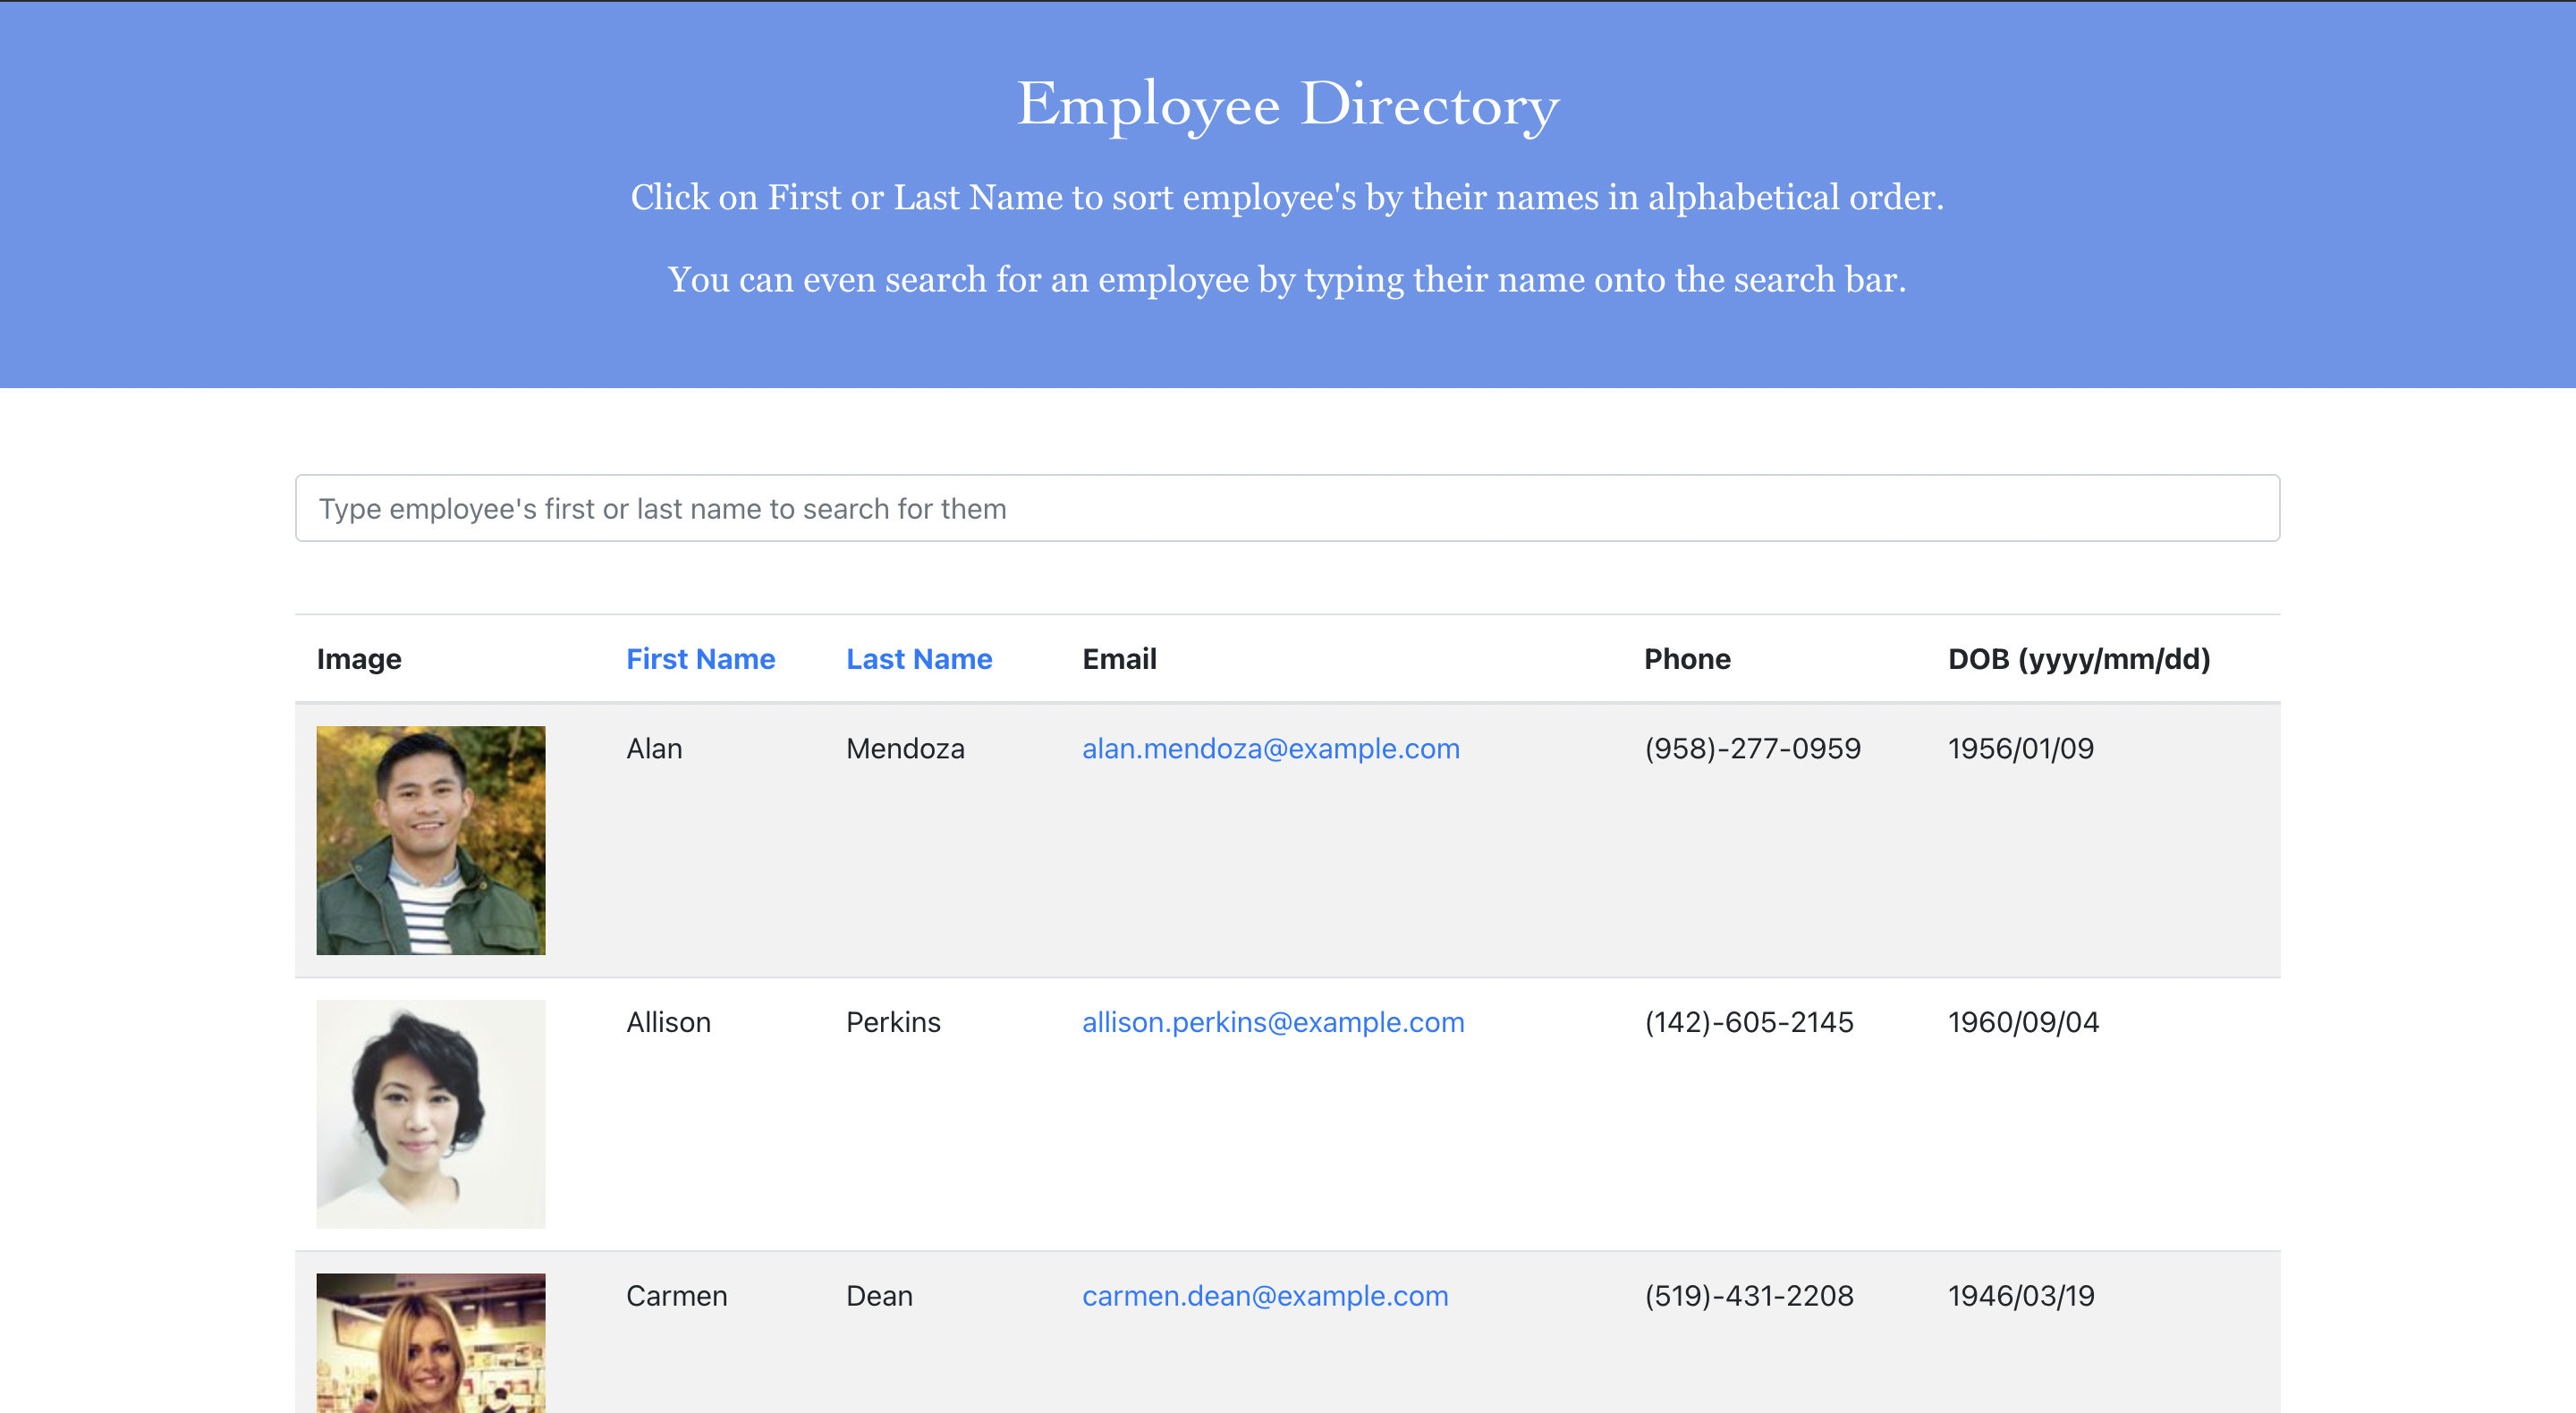 Employee Directory
Click on First or Last Name to sort employee's by their names in alphabetical order.
You can even search for an employee by typing their name onto the search bar.
Type employee's first or last name to search for them
Image First Name Last Name Email Phone DOB (yyyy/mm/dd)
Alan Mendoza alan.mendoza@example.com (958)-277-0959 1956/01/09
Allison Perkins allison.perkins@example.com (142)-605-2145 1960/09/04
Carmen Dean carmen.dean@example.com (519)-431-2208 1946/03/19